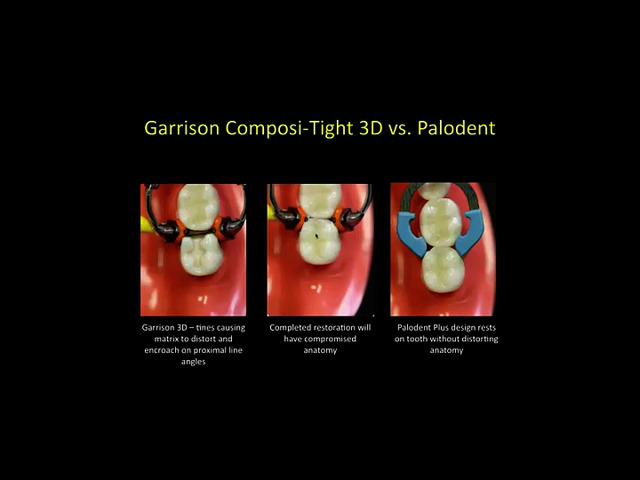 Garrison Composi-Tight 3D vs. Palodent
Garrison 3D – tines causing
matrix to distort and
encroach on proximal line
angles
Completed restoration will
have compromised
anatomy
Palodent Plus design rests
on tooth without distorting
anatomy